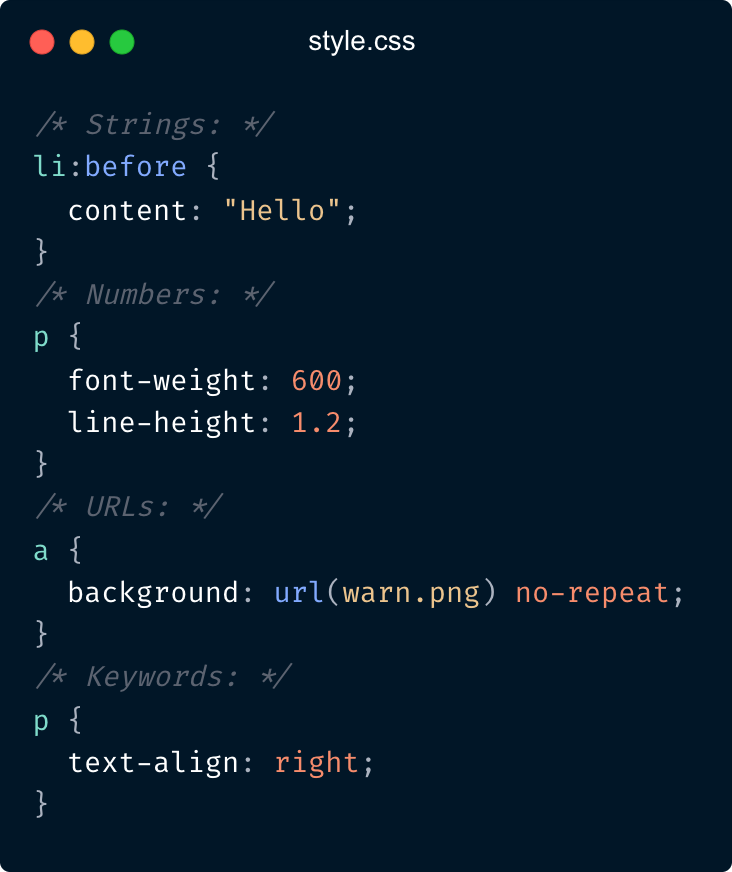 style.css
/* Strings: */
li:before {
  content: "Hello";
}
/* Numbers: */
p {
  font-weight: 600;
  line-height: 1.2;
}
/* URLs: */
a {
  background: url(warn.png) no-repeat;
}
/* Keywords: */
p {
  text-align: right;
}